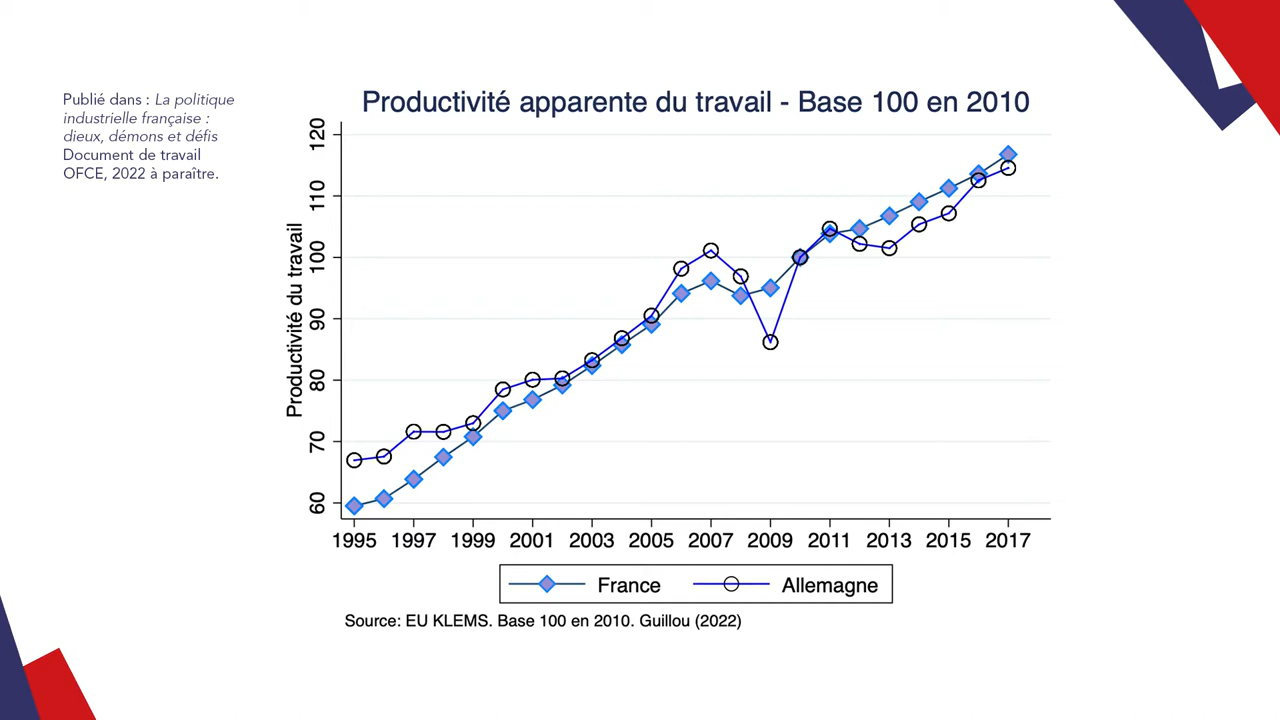 Publié dans : La politique
industrielle française :
dieux, démons et défis
Document de travail
OFCE, 2022 à paraître.
Productivité apparente du travail - Base 100 en 2010
Productivité du travail
120
110
100
90
80
70
60
1995 1997 1999 2001 2003 2005 2007 2009 2011 2013 2015 2017
France Allemagne
Source: EU KLEMS. Base 100 en 2010. Guillou (2022)